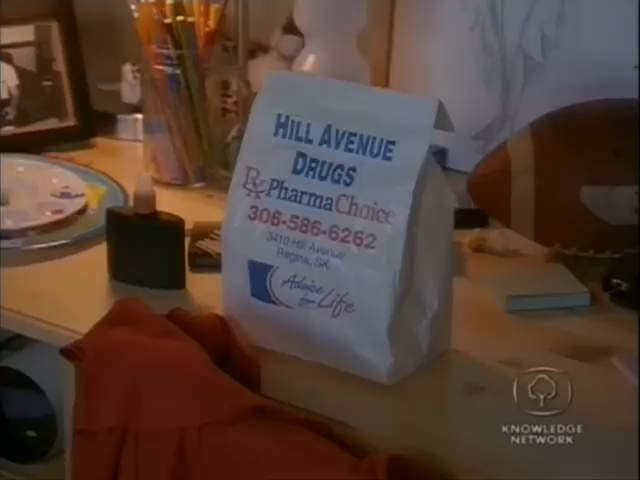 HILL AVENUE
DRUGS
Rx PharmaChoice
306-586-6262
3410 Hill Avenue
Regina, SK
Advice
for Life
KNOWLEDGE
NETWORK